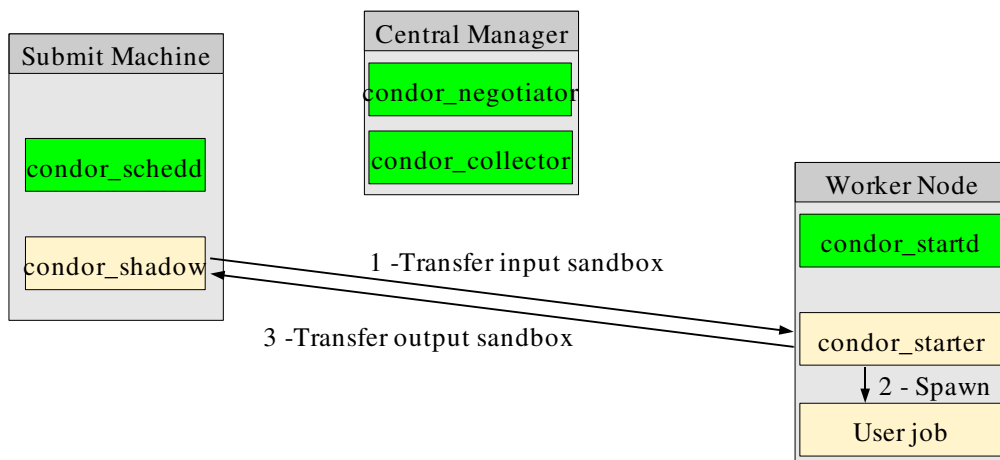 Submit Machine
condor_schedd
condor_shadow
Central Manager
condor_negotiator
condor_collector
1 -Transfer input sandbox
3 -Transfer output sandbox
Worker Node
condor_startd
condor_starter
2 - Spawn
User job